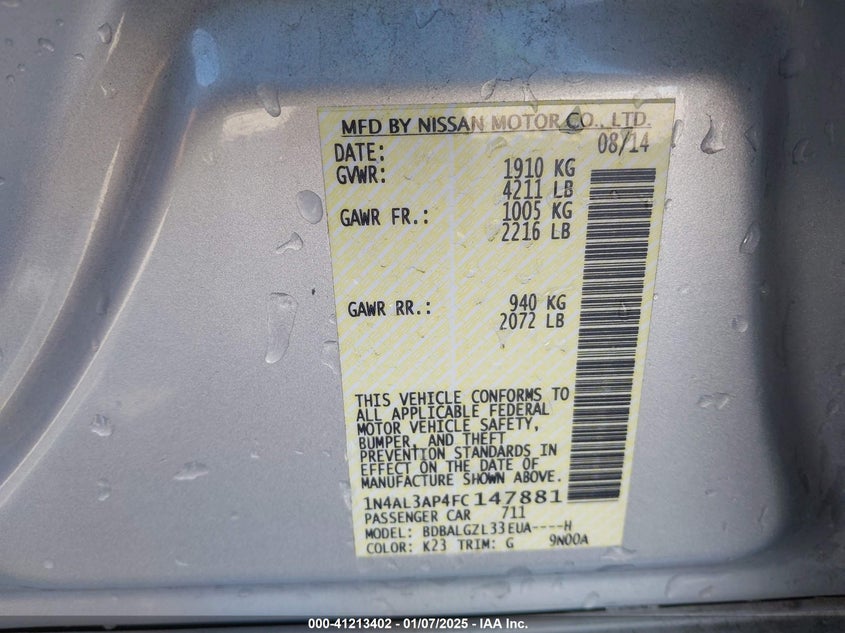 MFD BY NISSAN MOTOR CO., LTD.
DATE: 08/14
GVWR: 1910 KG
4211 LB
GAWR FR.: 1005 KG
2216 LB
GAWR RR.: 940 KG
2072 LB
THIS VEHICLE CONFORMS TO
ALL APPLICABLE FEDERAL
MOTOR VEHICLE SAFETY,
BUMPER, AND THEFT
PREVENTION STANDARDS IN
EFFECT ON THE DATE OF
MANUFACTURE SHOWN ABOVE.
1N4AL3AP4FC147881
PASSENGER CAR 711
MODEL: BDBALGZL33EUA----H
COLOR: K23 TRIM: G 9N00A
000-41213402 - 01/07/2025 - IAA Inc.